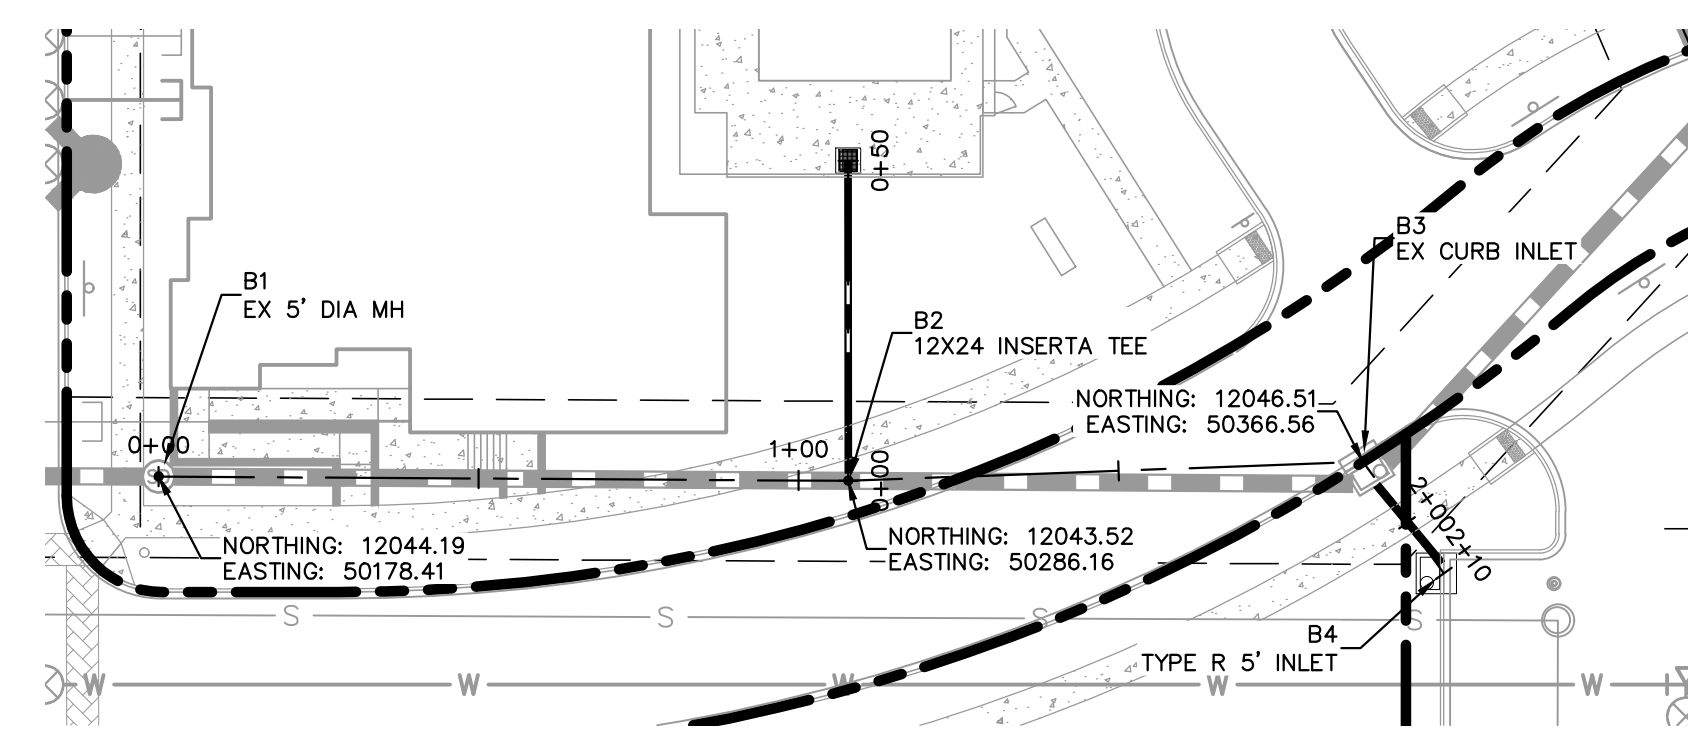 0+50
B3
EX CURB INLET
B1
EX 5' DIA MH
B2
12X24 INSERTA TEE
NORTHING: 12046.51
EASTING: 50366.56
0+00
S
1+00
0+00
2+00
2+10
NORTHING: 12044.19
EASTING: 50178.41
NORTHING: 12043.52
EASTING: 50286.16
S
S
S
S
B4
TYPE R 5' INLET
W
W
W
W
W